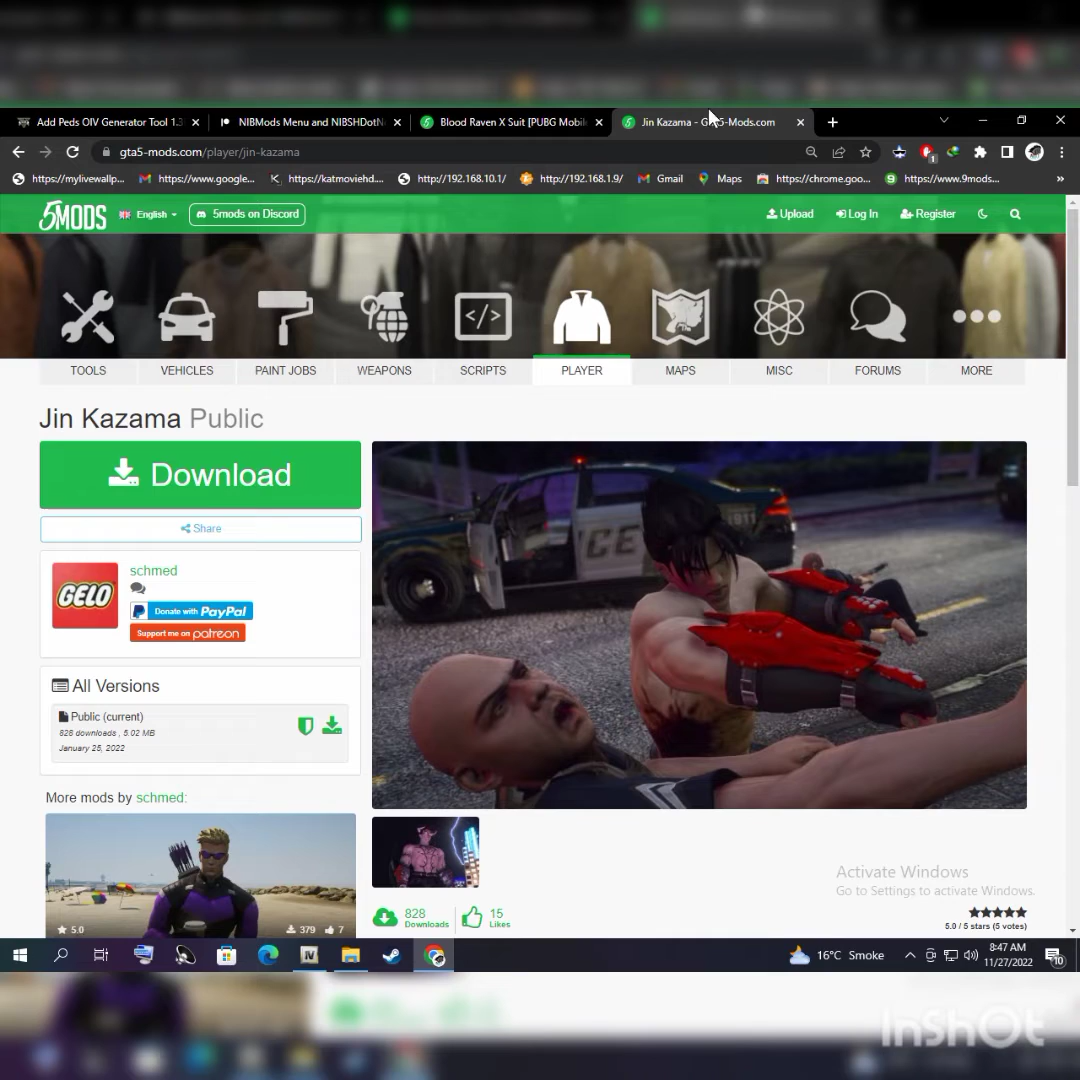 Add Peds OIV Generator Tool 1.3
NIBMods Menu and NIBSHDotN
Blood Raven X Suit [PUBG Mobil
Jin Kazama - G 5-Mods.com
gta5-mods.com/player/jin-kazama
https://mylivewallp...
https://www.google...
https://katmoviehd....
http://192.168.10.1/
http://192.168.1.9/
Gmail
Maps
https://chrome.goo...
https://www.9mods...
5MODS
English
5mods on Discord
Upload
Log In
Register
TOOLS
VEHICLES
PAINT JOBS
WEAPONS
SCRIPTS
PLAYER
MAPS
MISC
FORUMS
MORE
Jin Kazama Public
Download
Share
GELO
schmed
Donate with PayPal
Support me on patreon
All Versions
Public (current)
828 downloads , 5.02 MB
January 25, 2022
More mods by schmed:
5.0
379
7
828
Downloads
15
Likes
Activate Windows
Go to Settings to activate Windows.
5.0 / 5 stars (5 votes)
16°C Smoke
8:47 AM
11/27/2022
10
InShOt